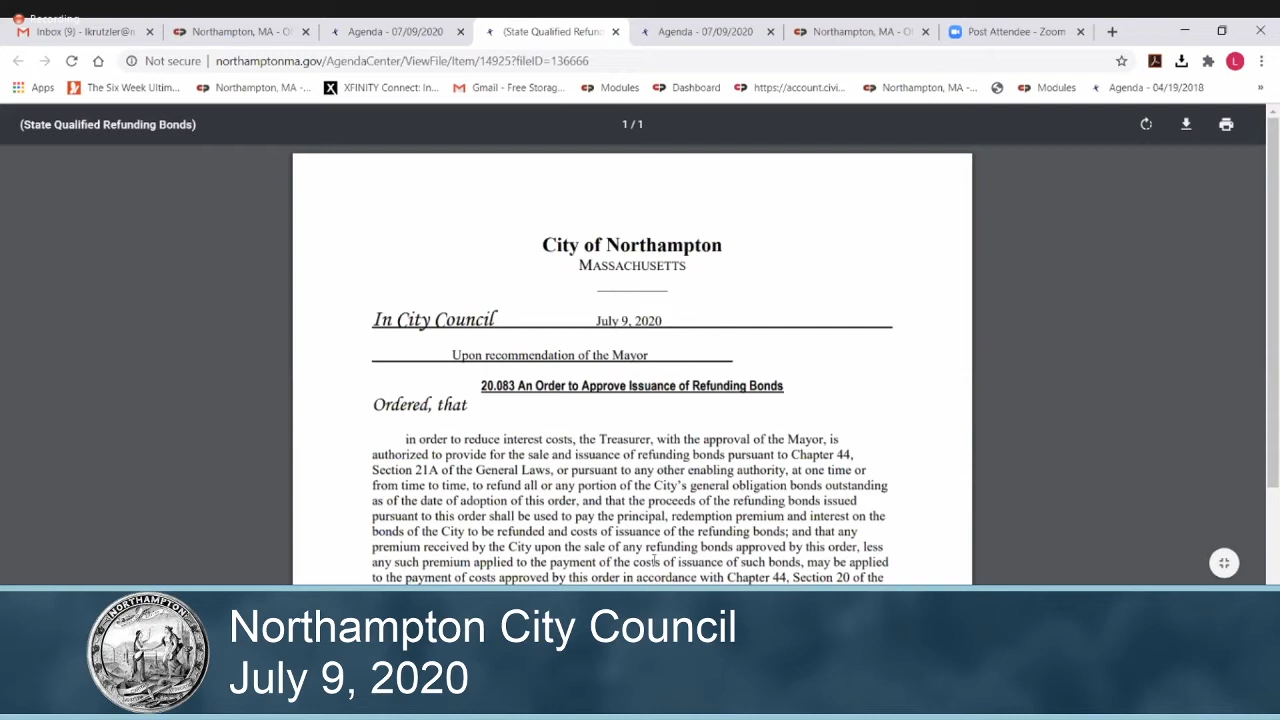 Recording
Inbox (9) - lkrutzler@n
Northampton, MA - O
Agenda - 07/09/2020
(State Qualified Refun
Agenda - 07/09/2020
Northampton, MA - O
Post Attendee - Zoom
Not secure
northamptonma.gov/AgendaCenter/ViewFile/Item/14925?fileID=136666
L
Apps
The Six Week Ultim...
Northampton, MA -...
XFINITY Connect: In...
Gmail - Free Storag...
Modules
Dashboard
https://account.civi...
Northampton, MA -...
Modules
Agenda - 04/19/2018
»
(State Qualified Refunding Bonds)
1 / 1
City of Northampton
MASSACHUSETTS
In City Council July 9, 2020
Upon recommendation of the Mayor
20.083 An Order to Approve Issuance of Refunding Bonds
Ordered, that
in order to reduce interest costs, the Treasurer, with the approval of the Mayor, is
authorized to provide for the sale and issuance of refunding bonds pursuant to Chapter 44,
Section 21A of the General Laws, or pursuant to any other enabling authority, at one time or
from time to time, to refund all or any portion of the City's general obligation bonds outstanding
as of the date of adoption of this order, and that the proceeds of the refunding bonds issued
pursuant to this order shall be used to pay the principal, redemption premium and interest on the
bonds of the City to be refunded and costs of issuance of the refunding bonds; and that any
premium received by the City upon the sale of any refunding bonds approved by this order, less
any such premium applied to the payment of the costs of issuance of such bonds, may be applied
to the payment of costs approved by this order in accordance with Chapter 44, Section 20 of the
NORTHAMPTON
Northampton City Council
July 9, 2020